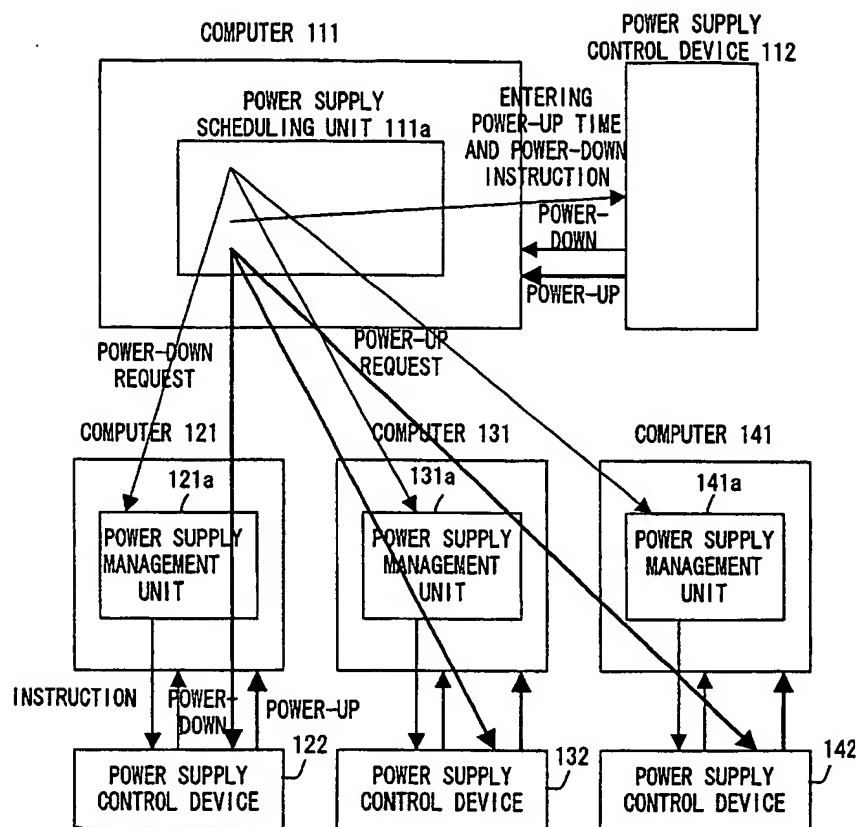 COMPUTER 111
POWER SUPPLY
CONTROL DEVICE 112
POWER SUPPLY
SCHEDULING UNIT 111a
ENTERING
POWER-UP TIME
AND POWER-DOWN
INSTRUCTION
POWER-
DOWN
POWER-UP
POWER-DOWN
REQUEST
POWER-UP
REQUEST
COMPUTER 121
COMPUTER 131
COMPUTER 141
121a
131a
141a
POWER SUPPLY
MANAGEMENT
UNIT
POWER SUPPLY
MANAGEMENT
UNIT
POWER SUPPLY
MANAGEMENT
UNIT
INSTRUCTION
POWER-
DOWN
POWER-UP
122
132
142
POWER SUPPLY
CONTROL DEVICE
POWER SUPPLY
CONTROL DEVICE
POWER SUPPLY
CONTROL DEVICE